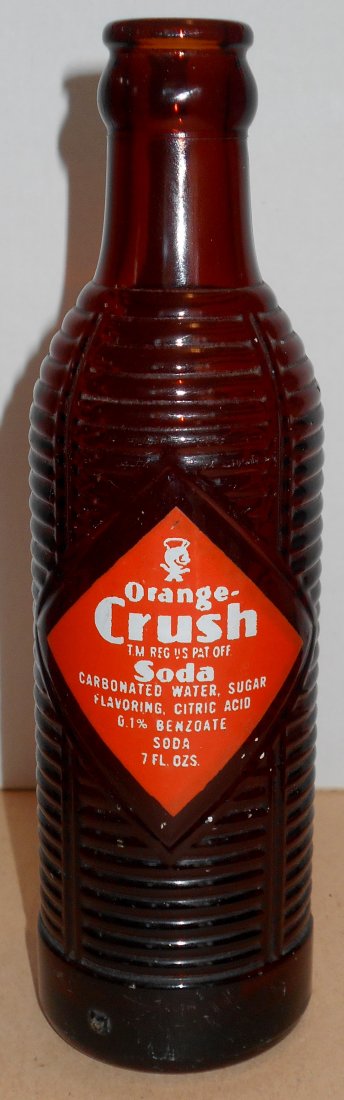 Orange-
Crush
T.M REG US PAT OFF
Soda
CARBONATED WATER, SUGAR
FLAVORING, CITRIC ACID
0.1% BENZOATE
SODA
7 FL. OZS.